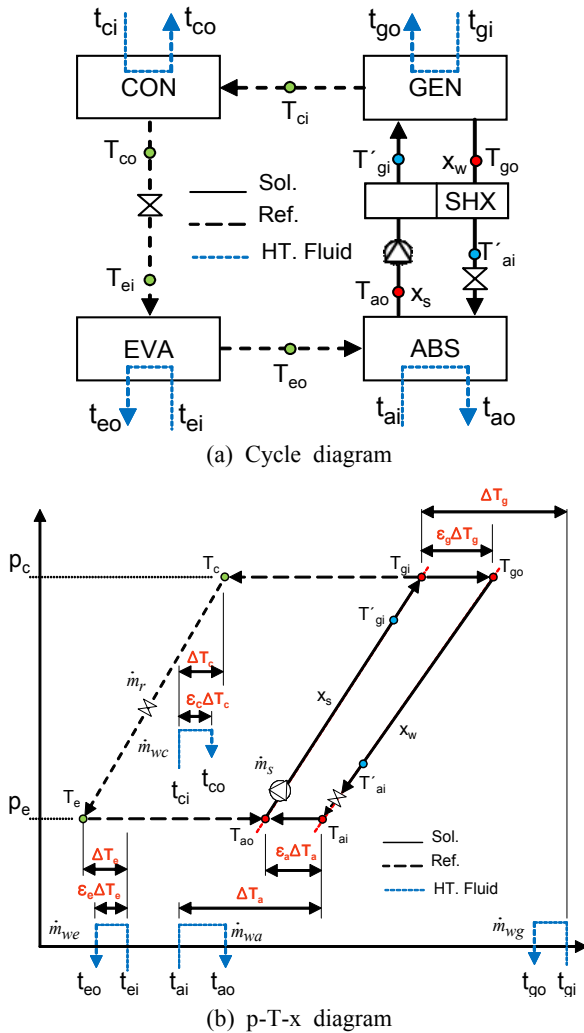 t_ci t_co t_go t_gi
CON GEN
T_ci
T_co T´_gi x_w T_go
Sol. SHX
Ref.
HT. Fluid T´_ai
T_ei T_ao x_s
EVA ABS
T_eo
t_eo t_ei t_ai t_ao
(a) Cycle diagram
ΔT_g
ε_gΔT_g
p_c T_c T_gi T_go
T´_gi
ΔT_c
ṁ_r x_s
ε_cΔT_c x_w
ṁ_wc
t_ci t_co ṁ_s T´_ai
p_e T_e
T_ao T_ai Sol.
ΔT_e ε_aΔT_a Ref.
ε_eΔT_e ΔT_a HT. Fluid
ṁ_we ṁ_wa ṁ_wg
t_eo t_ei t_ai t_ao t_go t_gi
(b) p-T-x diagram